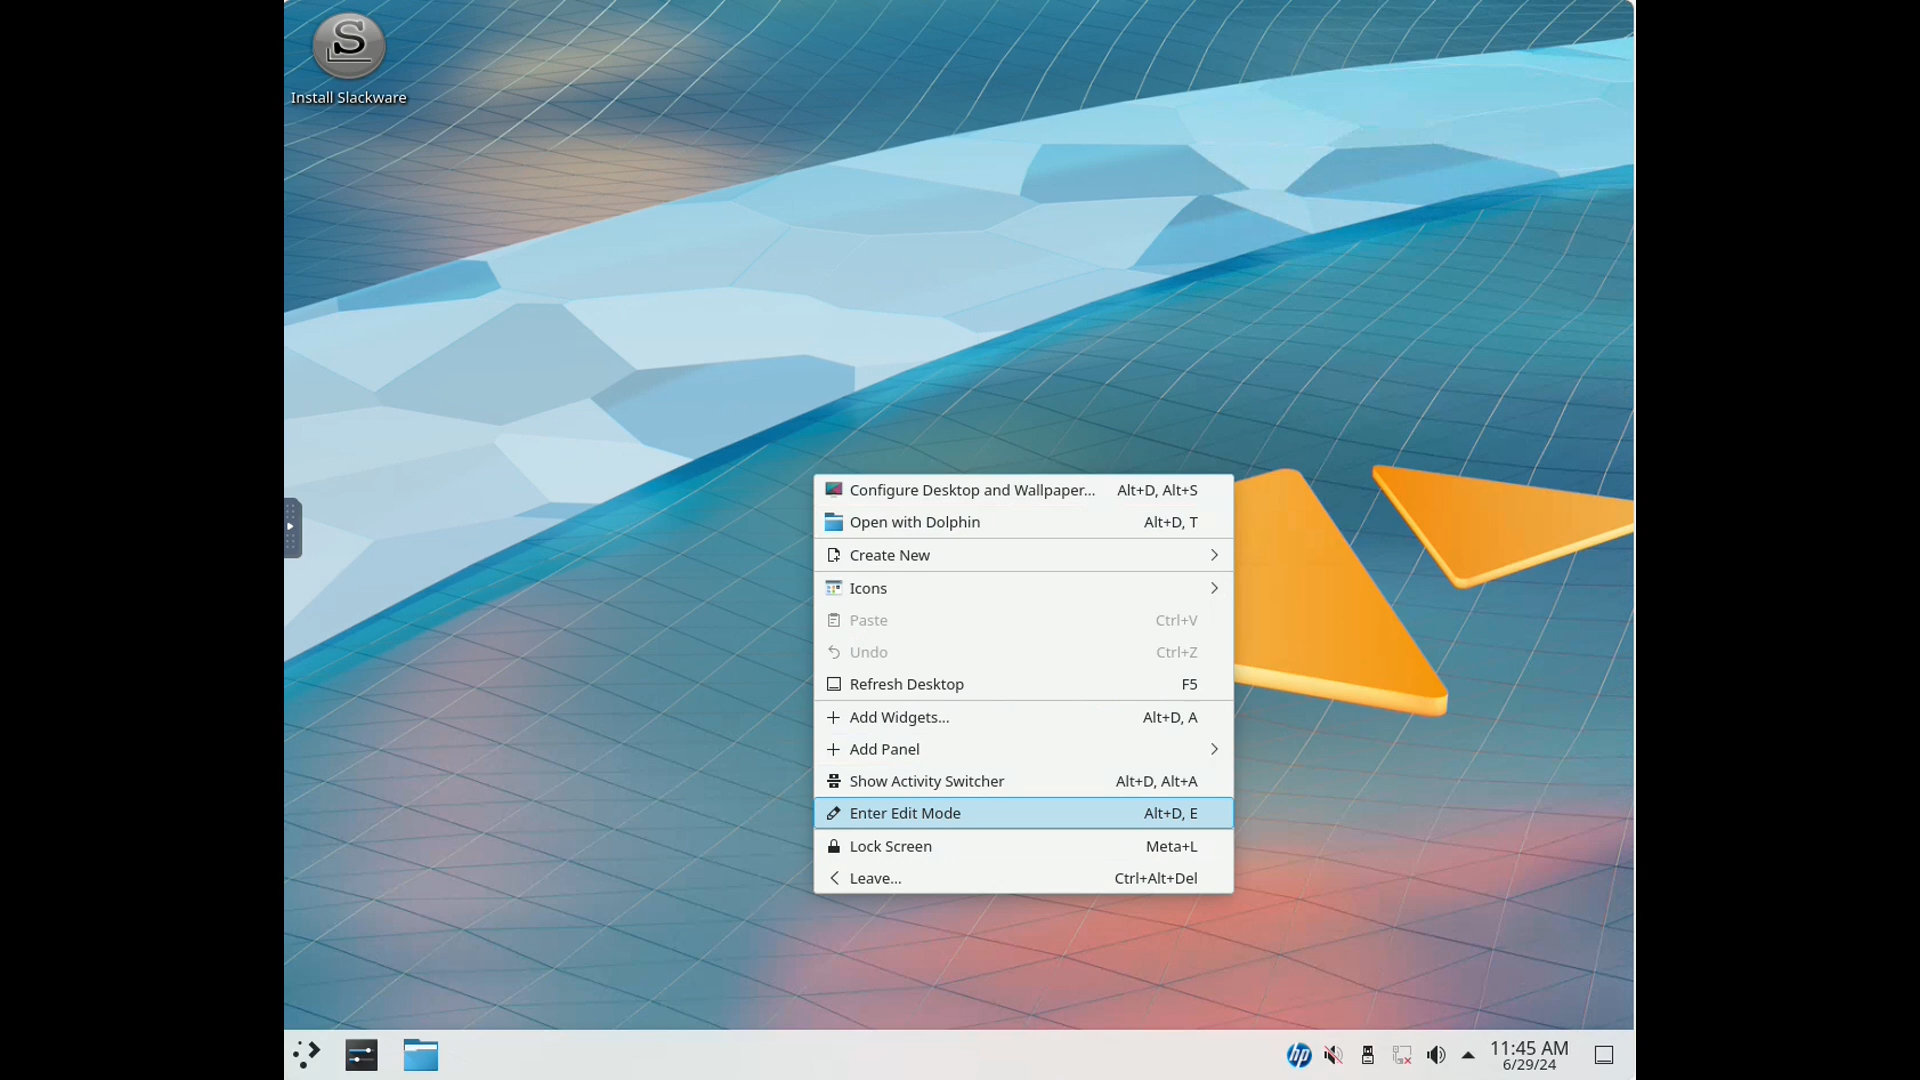 S
Install Slackware
Configure Desktop and Wallpaper... Alt+D, Alt+S
Open with Dolphin Alt+D, T
Create New
Icons
Paste Ctrl+V
Undo Ctrl+Z
Refresh Desktop F5
Add Widgets... Alt+D, A
Add Panel
Show Activity Switcher Alt+D, Alt+A
Enter Edit Mode Alt+D, E
Lock Screen Meta+L
Leave... Ctrl+Alt+Del
hp 11:45 AM
6/29/24